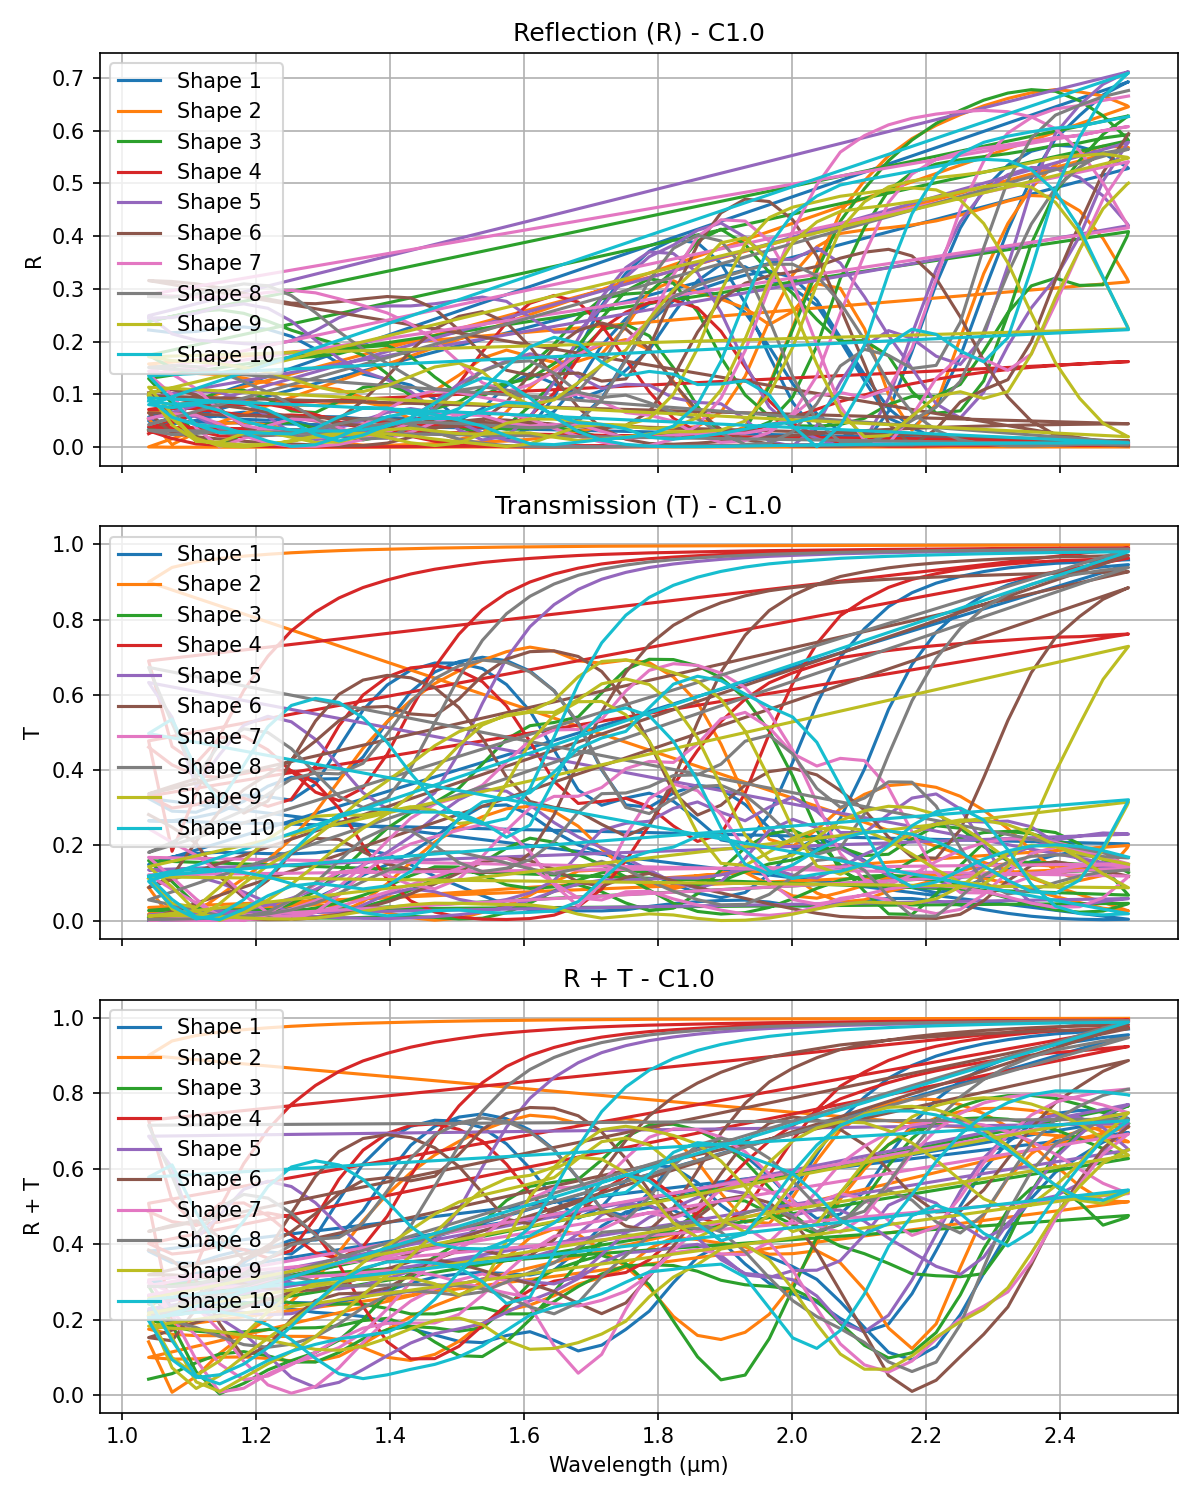 Reflection (R) - C1.0
0.7
0.6
0.5
0.4
0.3
0.2
0.1
0.0
R
Shape 1
Shape 2
Shape 3
Shape 4
Shape 5
Shape 6
Shape 7
Shape 8
Shape 9
Shape 10
Transmission (T) - C1.0
1.0
0.8
0.6
0.4
0.2
0.0
T
Shape 1
Shape 2
Shape 3
Shape 4
Shape 5
Shape 6
Shape 7
Shape 8
Shape 9
Shape 10
R + T - C1.0
1.0
0.8
0.6
0.4
0.2
0.0
R + T
Shape 1
Shape 2
Shape 3
Shape 4
Shape 5
Shape 6
Shape 7
Shape 8
Shape 9
Shape 10
1.0 1.2 1.4 1.6 1.8 2.0 2.2 2.4
Wavelength (μm)